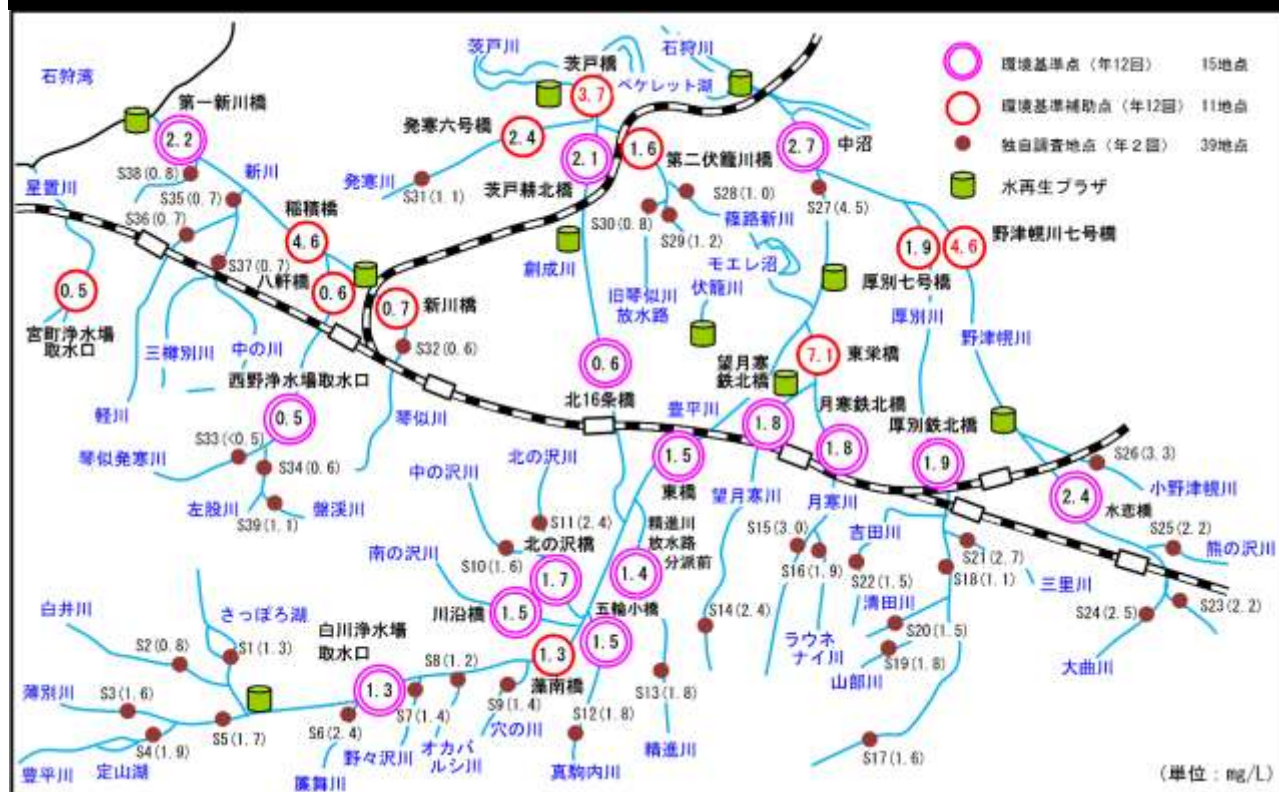 茨戸川
石狩川
茨戸橋
ペケレット湖
石狩湾
第一新川橋
3.7
発寒六号橋
2.4
2.2
2.1
1.6
第二伏籠川橋
2.7
中沼
環境基準点（年12回） 15地点
環境基準補助点（年12回） 11地点
独自調査地点（年２回） 39地点
水再生プラザ
星置川
S38(0.8)
新川
S35(0.7)
発寒川
S31(1.1)
茨戸耕北橋
S28(1.0)
S27(4.5)
S36(0.7)
稲積橋
S30(0.8)
篠路新川
S29(1.2)
4.6
創成川
モエレ沼
1.9
4.6
野津幌川七号橋
S37(0.7)
八軒橋
0.5
0.6
0.7
新川橋
旧琴似川
放水路
伏籠川
厚別七号橋
厚別川
宮町浄水場
取水口
三樽別川
中の川
S32(0.6)
野津幌川
西野浄水場取水口
0.6
望月寒
鉄北橋
7.1
東栄橋
軽川
琴似川
北16条橋
豊平川
月寒鉄北橋
0.5
1.8
厚別鉄北橋
S33(<0.5)
1.8
琴似発寒川
S34(0.6)
中の沢川
北の沢川
1.5
1.9
S26(3.3)
東橋
望月寒川
月寒川
小野津幌川
2.4
水恋橋
左股川
盤渓川
S39(1.1)
S11(2.4)
精進川
放水路
分派前
S15(3.0)
吉田川
S25(2.2)
S21(2.7)
熊の沢川
南の沢川
S10(1.6)
北の沢橋
S16(1.9)
S22(1.5)
S18(1.1)
三里川
1.7
1.4
清田川
白井川
さっぽろ湖
川沿橋
1.5
五輪小橋
S14(2.4)
S24(2.5)
S23(2.2)
白川浄水場
取水口
S20(1.5)
S2(0.8)
S1(1.3)
S8(1.2)
1.3
1.5
ラウネ
ナイ川
S19(1.8)
山部川
大曲川
藻南橋
薄別川
S3(1.6)
1.3
S13(1.8)
S7(1.4)
S9(1.4)
S12(1.8)
S4(1.9)
S5(1.7)
S6(2.4)
穴の川
野々沢川
オカバ
ルシ川
精進川
S17(1.6)
豊平川
定山湖
簾舞川
真駒内川
(単位：mg/L)